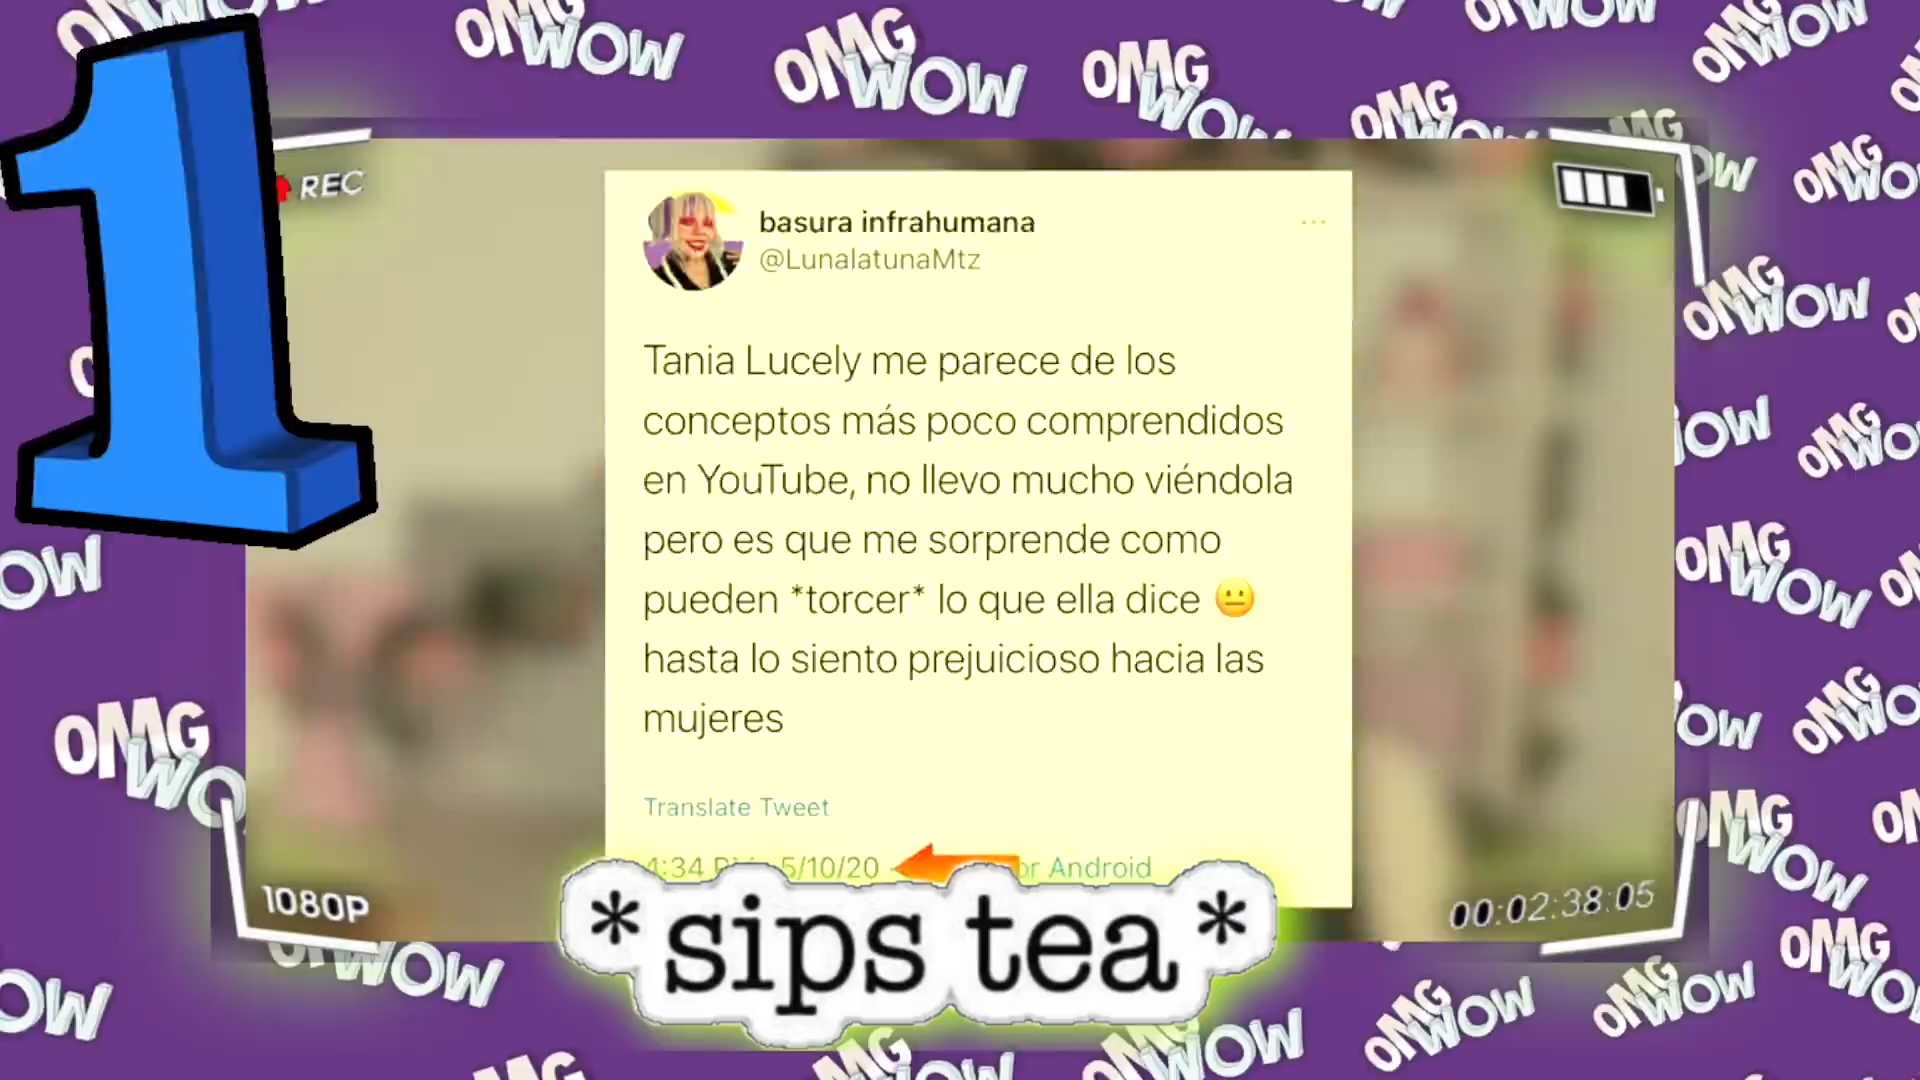 1
OMG WOW
REC
basura infrahumana
@LunalatunaMtz
Tania Lucely me parece de los
conceptos más poco comprendidos
en YouTube, no llevo mucho viéndola
pero es que me sorprende como
pueden *torcer* lo que ella dice 😐
hasta lo siento prejuicioso hacia las
mujeres
Translate Tweet
4:34 5/10/20 Android
1080P
00:02:38:05
*sips tea*